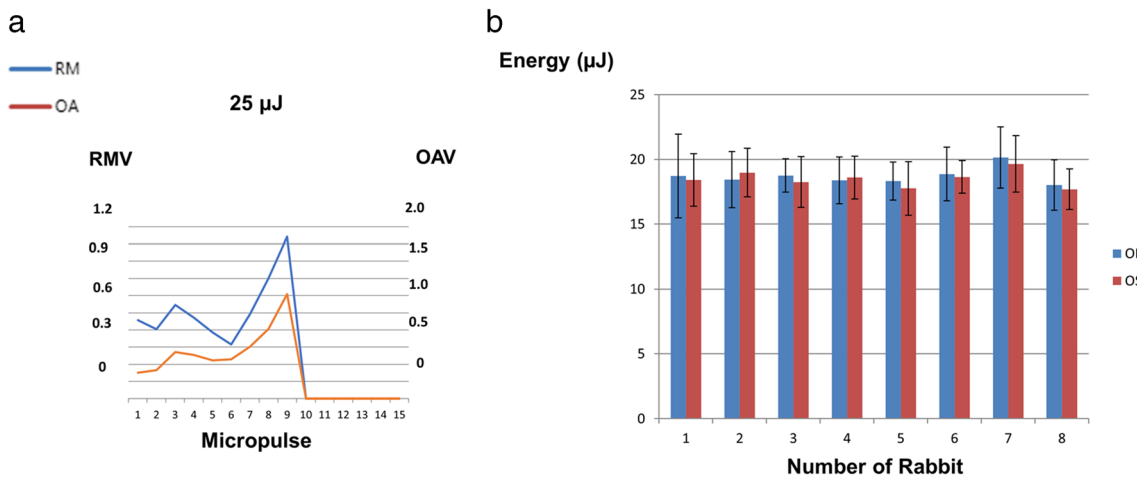 a
RM
OA
25 µJ
RMV
OAV
1.2
2.0
0.9
1.5
0.6
1.0
0.3
0.5
0
0
1 2 3 4 5 6 7 8 9 10 11 12 13 14 15
Micropulse
b
Energy (µJ)
25
20
15
10
5
0
1 2 3 4 5 6 7 8
Number of Rabbit